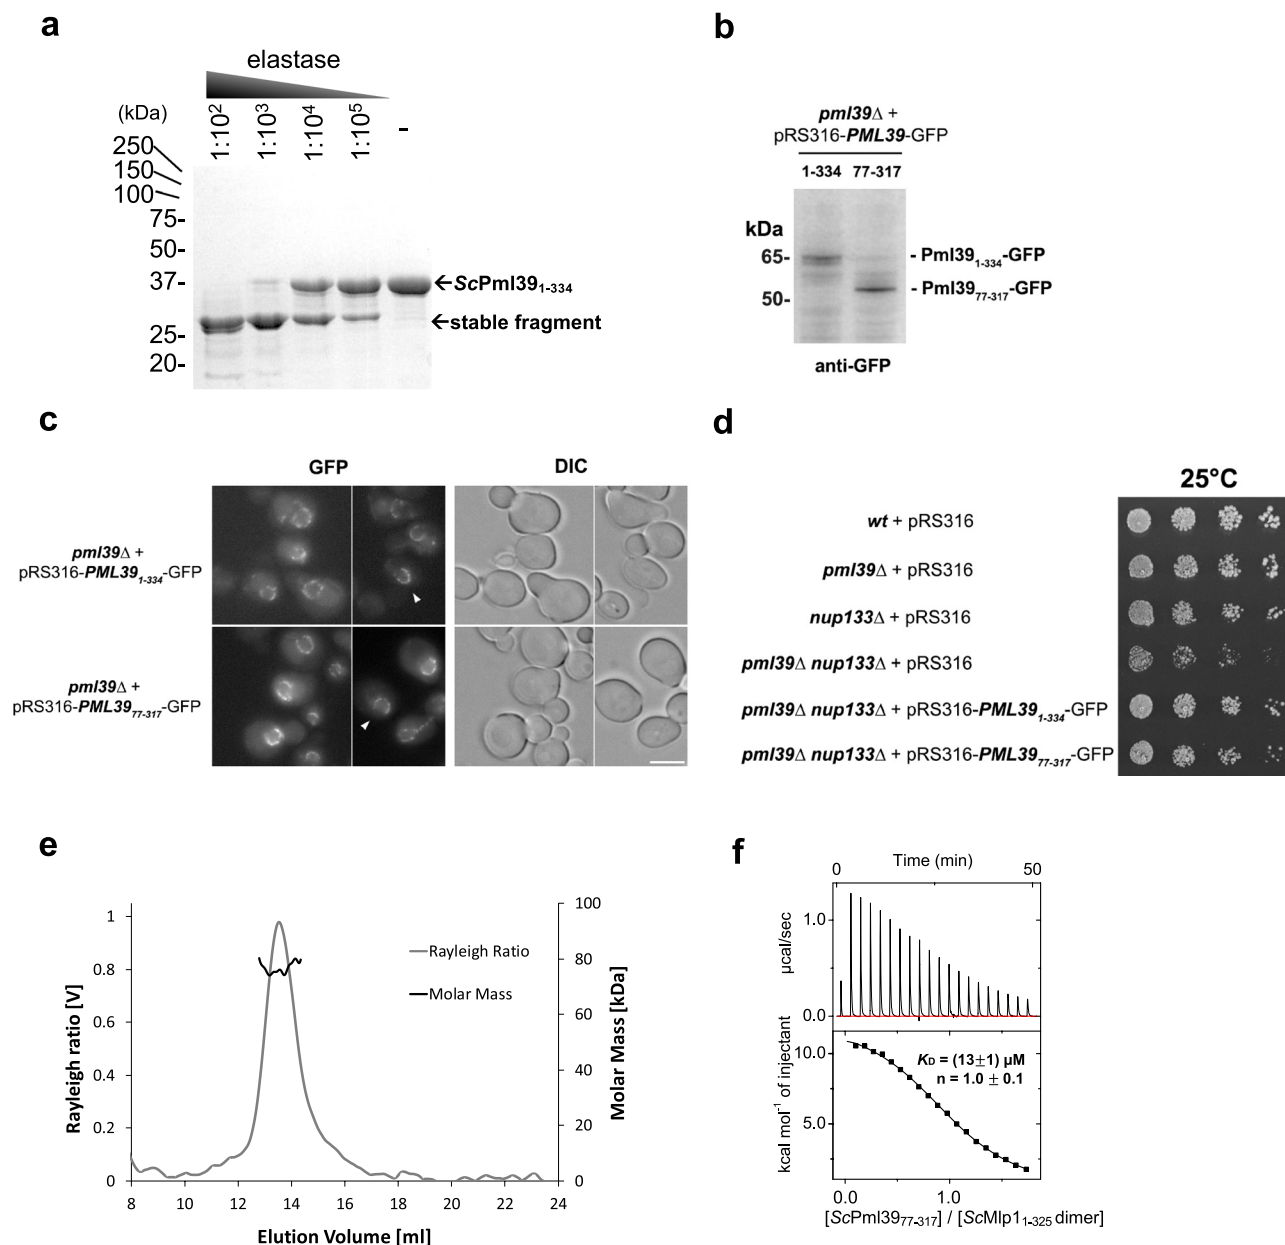 a
elastase
(kDa)
1:10²
1:10³
1:10⁴
1:10⁵
-
250
150
100
75-
50-
37-
25-
20-
←ScPml39₁₋₃₃₄
←stable fragment
b
pml39Δ +
pRS316-PML39-GFP
1-334 77-317
kDa
65-
50-
- Pml39₁₋₃₃₄-GFP
- Pml39₇₇₋₃₁₇-GFP
anti-GFP
c
GFP DIC
pml39Δ +
pRS316-PML39₁₋₃₃₄-GFP
pml39Δ +
pRS316-PML39₇₇₋₃₁₇-GFP
d
25°C
wt + pRS316
pml39Δ + pRS316
nup133Δ + pRS316
pml39Δ nup133Δ + pRS316
pml39Δ nup133Δ + pRS316-PML39₁₋₃₃₄-GFP
pml39Δ nup133Δ + pRS316-PML39₇₇₋₃₁₇-GFP
e
Rayleigh ratio [V]
1
0.8
0.6
0.4
0.2
0
100
80
60
40
20
0
Molar Mass [kDa]
Rayleigh Ratio
Molar Mass
8 10 12 14 16 18 20 22 24
Elution Volume [ml]
f
Time (min)
0 50
µcal/sec
1.0
0.0
kcal mol⁻¹ of injectant
10.0
5.0
KD = (13±1) µM
n = 1.0 ± 0.1
0.0 1.0
[ScPml39₇₇₋₃₁₇] / [ScMlp1₁₋₃₂₅ dimer]